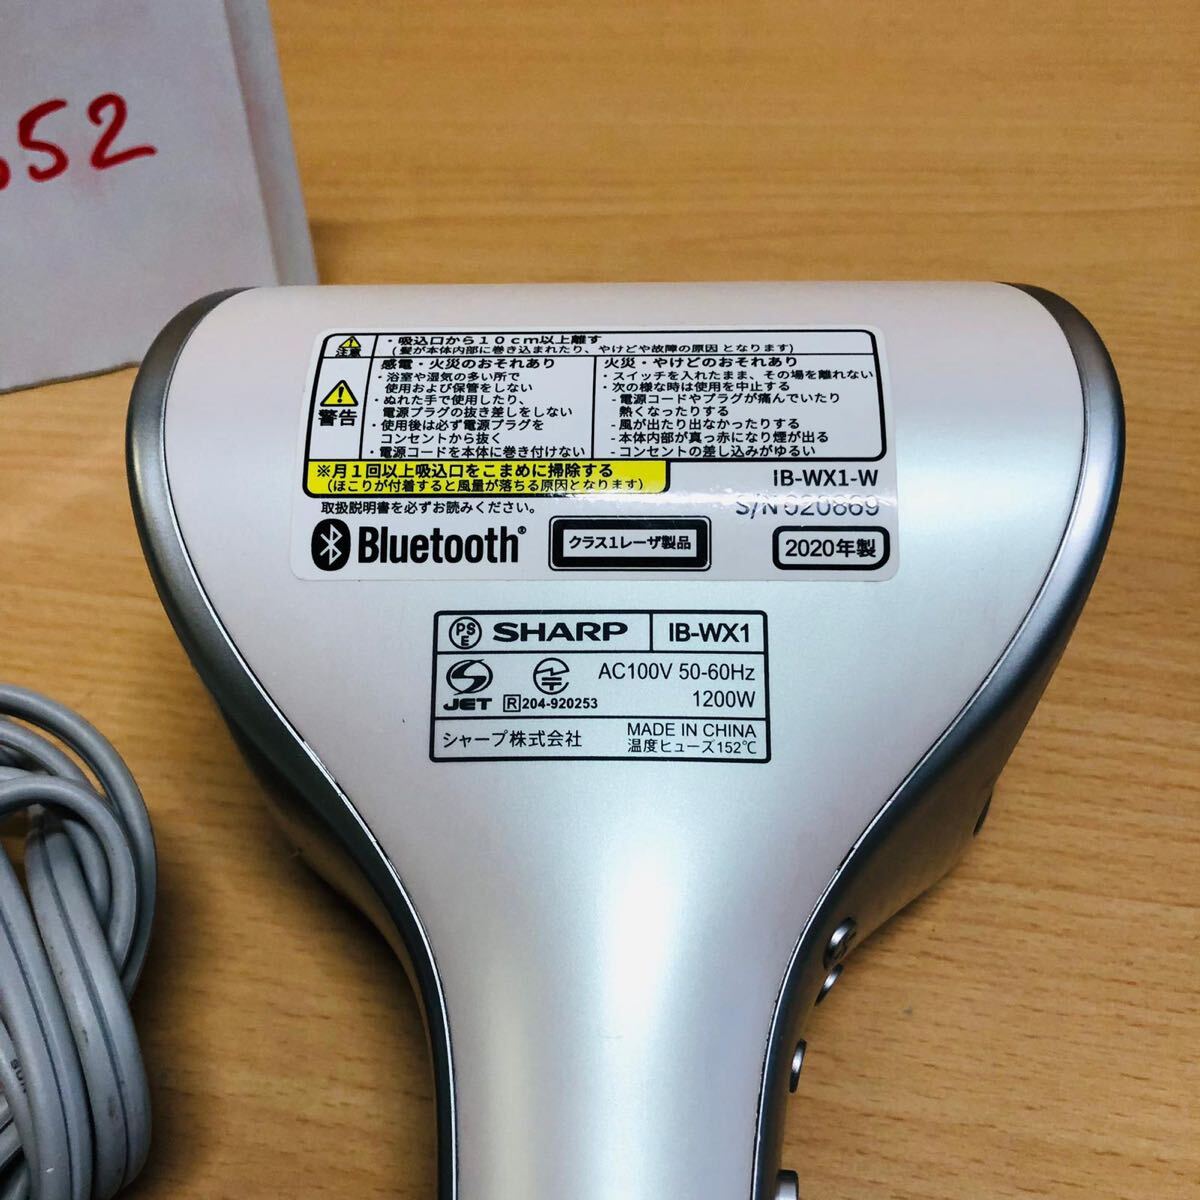 52
注意
・吸込口から10cm以上離す
(髪が本体内部に巻き込まれたり、やけどや故障の原因となります)
警告
感電・火災のおそれあり
・浴室や湿気の多い所で
使用および保管をしない
・ぬれた手で使用したり、
電源プラグの抜き差しをしない
・使用後は必ず電源プラグを
コンセントから抜く
・電源コードを本体に巻き付けない
火災・やけどのおそれあり
・スイッチを入れたまま、その場を離れない
・次の様な時は使用を中止する
-電源コードやプラグが痛んでいたり
熱くなったりする
-風が出たり出なかったりする
-本体内部が真っ赤になり煙が出る
-コンセントの差し込みがゆるい
※月1回以上吸込口をこまめに掃除する
(ほこりが付着すると風量が落ちる原因となります)
IB-WX1-W
取扱説明書を必ずお読みください。
S/N 020869
Bluetooth®
クラス1レーザ製品
2020年製
PSE SHARP IB-WX1
JET R 204-920253
AC100V 50-60Hz
1200W
シャープ株式会社
MADE IN CHINA
温度ヒューズ152℃